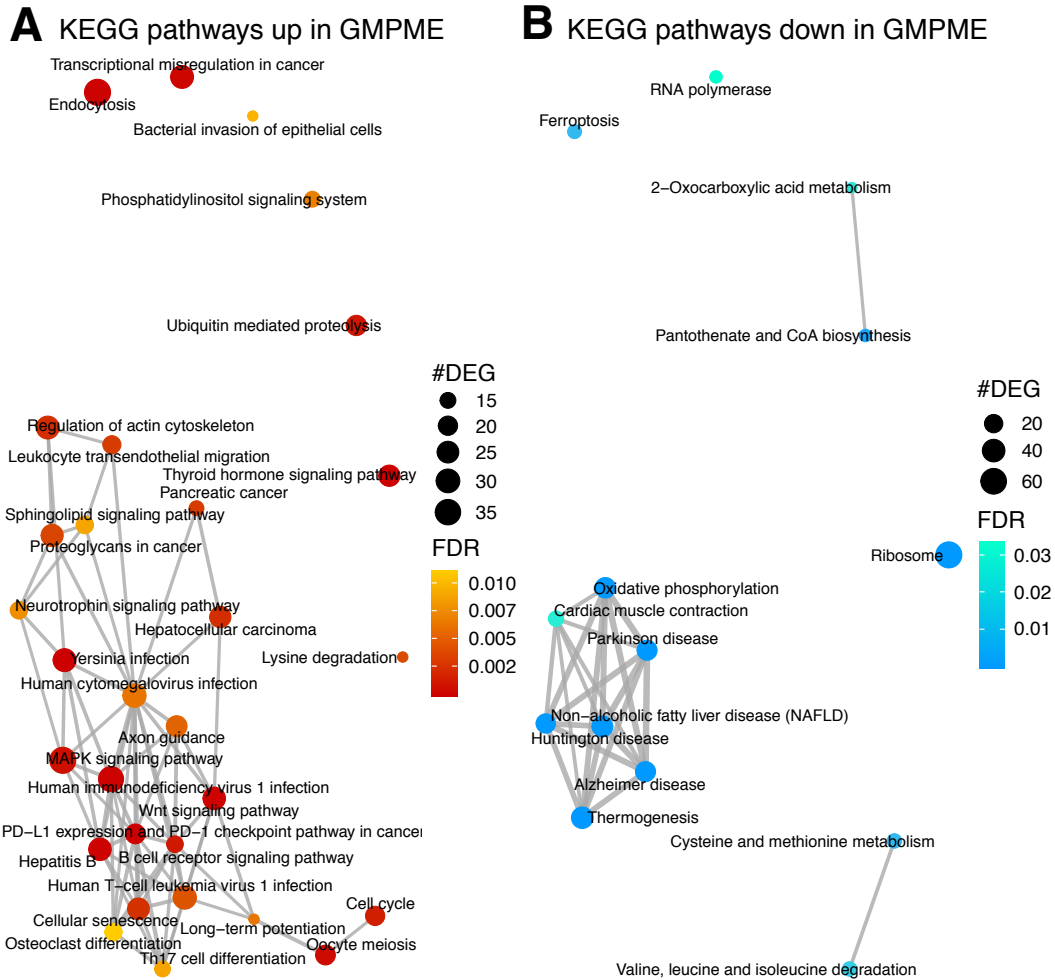 A KEGG pathways up in GMPME
Transcriptional misregulation in cancer
Endocytosis
Bacterial invasion of epithelial cells
Phosphatidylinositol signaling system
Ubiquitin mediated proteolysis
Regulation of actin cytoskeleton
Leukocyte transendothelial migration
Thyroid hormone signaling pathway
Pancreatic cancer
Sphingolipid signaling pathway
Proteoglycans in cancer
Neurotrophin signaling pathway
Hepatocellular carcinoma
Yersinia infection
Lysine degradation
Human cytomegalovirus infection
Axon guidance
MAPK signaling pathway
Human immunodeficiency virus 1 infection
Wnt signaling pathway
PD−L1 expression and PD−1 checkpoint pathway in cancer
Hepatitis B
B cell receptor signaling pathway
Human T−cell leukemia virus 1 infection
Cell cycle
Cellular senescence
Long−term potentiation
Osteoclast differentiation
Oocyte meiosis
Th17 cell differentiation
#DEG
15
20
25
30
35
FDR
0.010
0.007
0.005
0.002
B KEGG pathways down in GMPME
RNA polymerase
Ferroptosis
2−Oxocarboxylic acid metabolism
Pantothenate and CoA biosynthesis
Ribosome
Oxidative phosphorylation
Cardiac muscle contraction
Parkinson disease
Non−alcoholic fatty liver disease (NAFLD)
Huntington disease
Alzheimer disease
Thermogenesis
Cysteine and methionine metabolism
Valine, leucine and isoleucine degradation
#DEG
20
40
60
FDR
0.03
0.02
0.01